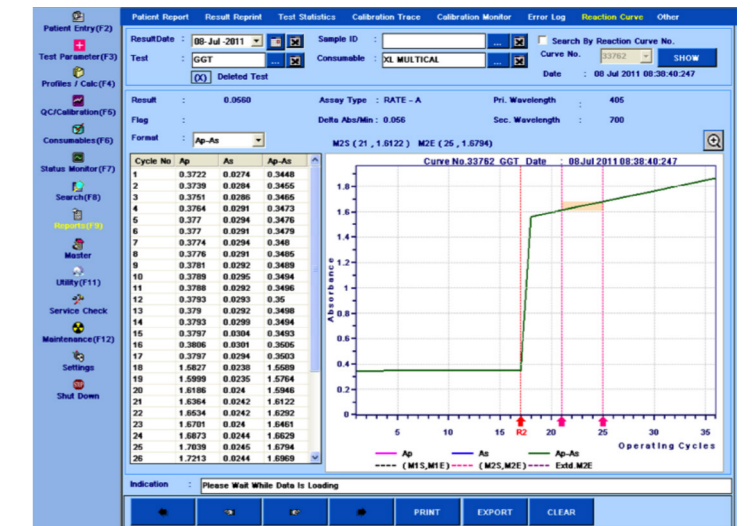 Patient Report Result Reprint Test Statistics Calibration Trace Calibration Monitor Error Log Reaction Curve Other
Patient Entry(F2)
Test Parameter(F3)
Profiles / Calc(F4)
QC/Calibration(F5)
Consumables(F6)
Status Monitor(F7)
Search(F8)
Reports(F9)
Master
Utility(F11)
Service Check
Maintenance(F12)
Settings
Shut Down
ResultDate : 08-Jul-2011 Sample ID : ... Search By Reaction Curve No.
Test : GGT ... Consumable : XL MULTICAL ... Curve No. 33762 SHOW
(X) Deleted Test Date : 08 Jul 2011 08:38:40:247
Result : 0.0560 Assay Type : RATE - A Pri. Wavelength : 405
Flag : Delta Abs/Min : 0.056 Sec. Wavelength : 700
Format : Ap-As M2S ( 21 , 1.6122 ) M2E ( 25 , 1.6794)
Cycle No Ap As Ap-As
1 0.3722 0.0274 0.3448
2 0.3739 0.0284 0.3455
3 0.3751 0.0286 0.3465
4 0.3764 0.0291 0.3473
5 0.377 0.0294 0.3476
6 0.377 0.0291 0.3479
7 0.3774 0.0294 0.348
8 0.3776 0.0291 0.3485
9 0.3781 0.0292 0.3489
10 0.3789 0.0295 0.3494
11 0.3788 0.0292 0.3496
12 0.3793 0.0293 0.35
13 0.379 0.0292 0.3498
14 0.3793 0.0299 0.3494
15 0.3797 0.0304 0.3493
16 0.3806 0.0301 0.3505
17 0.3797 0.0294 0.3503
18 1.5827 0.0238 1.5589
19 1.5999 0.0235 1.5764
20 1.6186 0.024 1.5946
21 1.6364 0.0242 1.6122
22 1.6534 0.0242 1.6292
23 1.6701 0.024 1.6461
24 1.6873 0.0244 1.6629
25 1.7039 0.0245 1.6794
26 1.7213 0.0244 1.6969
Curve No.33762 GGT Date : 08Jul 2011 08:38:40:247
Absorbance
1.8
1.6
1.4
1.2
1
0.8
0.6
0.4
0.2
0
5 10 15 R2 20 25 30 35
Operating Cycles
Ap As Ap-As
(M1S,M1E) (M2S,M2E) Extd.M2E
Indication : Please Wait While Data Is Loading
PRINT EXPORT CLEAR